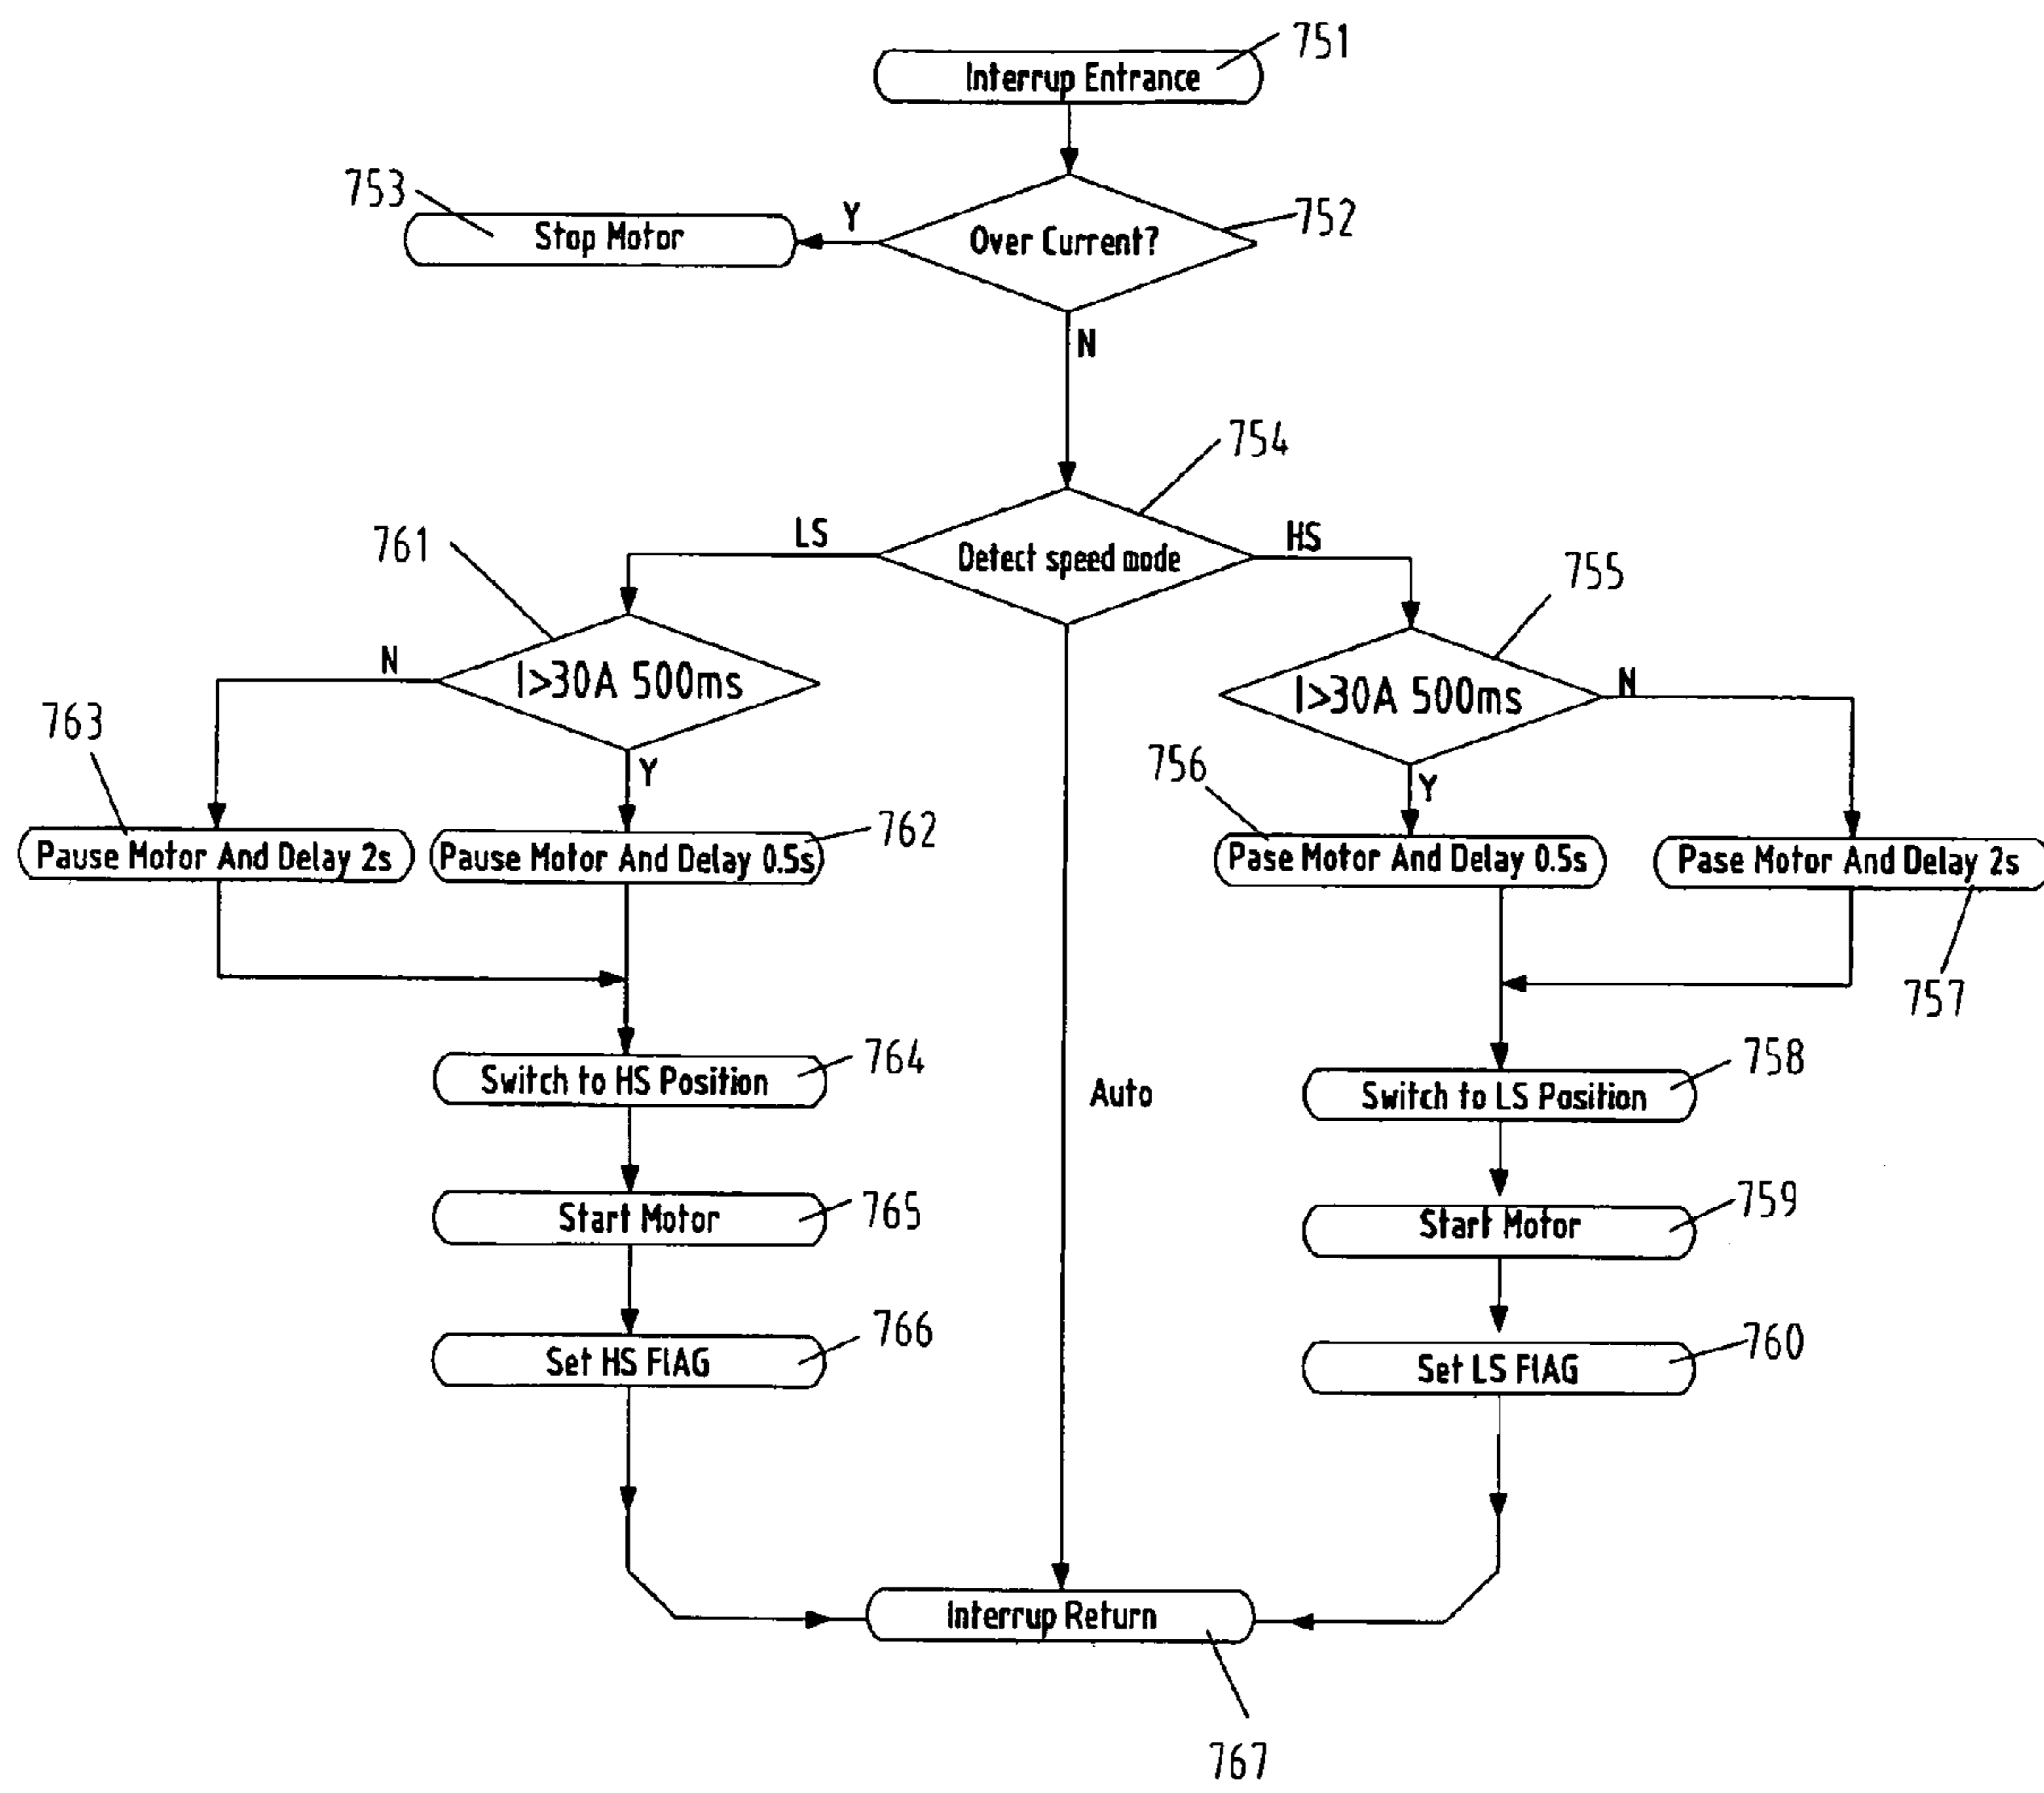 751
Interrup Entrance
753
Stop Motor
Y
Over Current?
752
N
754
761
LS
Detect speed mode
HS
755
N
I>30A 500ms
I>30A 500ms
N
763
Y
756
Y
762
Pause Motor And Delay 2s
Pause Motor And Delay 0.5s
Pase Motor And Delay 0.5s
Pase Motor And Delay 2s
757
Switch to HS Position
764
Auto
Switch to LS Position
758
Start Motor
765
Start Motor
759
Set HS FlAG
766
Set LS FlAG
760
Interrup Return
767